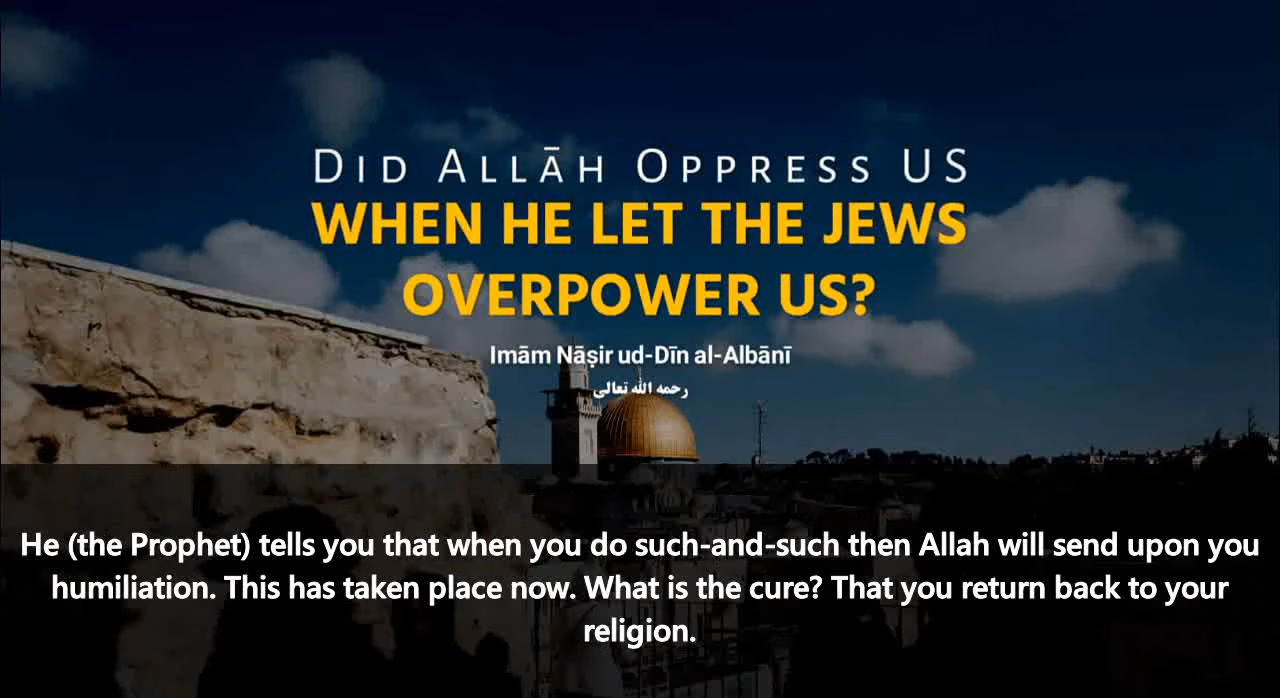 DID ALLĀH OPPRESS US
WHEN HE LET THE JEWS
OVERPOWER US?
Imām Nāṣir ud-Dīn al-Albānī
رحمه الله تعالى
He (the Prophet) tells you that when you do such-and-such then Allah will send upon you
humiliation. This has taken place now. What is the cure? That you return back to your
religion.